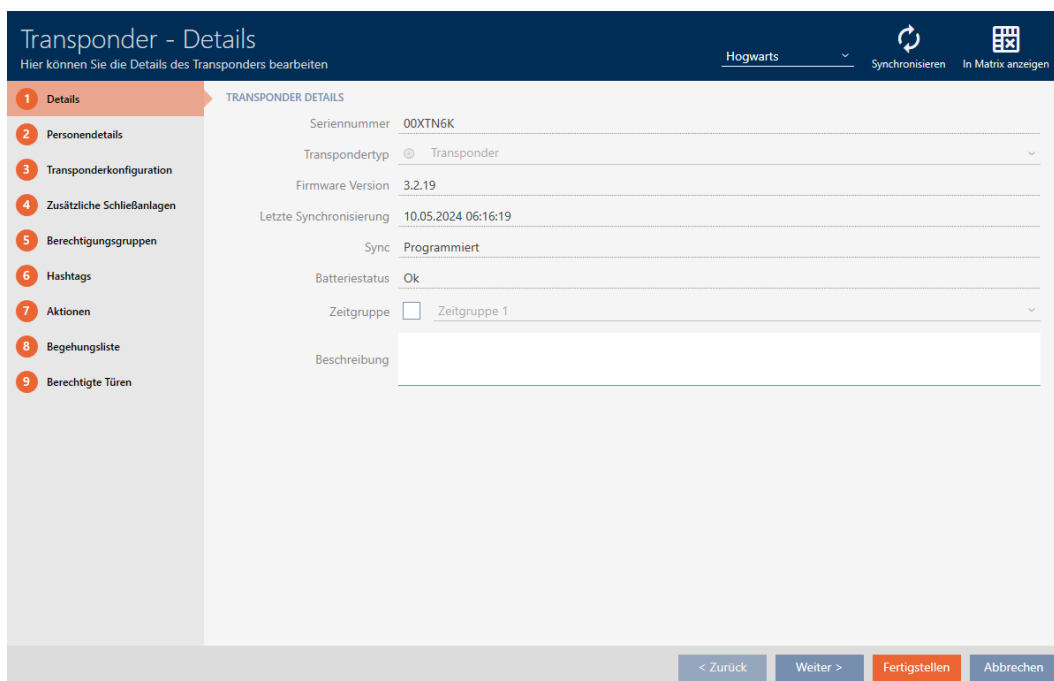 Transponder - Details
Hier können Sie die Details des Transponders bearbeiten
Hogwarts
Synchronisieren
In Matrix anzeigen
1 Details
2 Personendetails
3 Transponderkonfiguration
4 Zusätzliche Schließanlagen
5 Berechtigungsgruppen
6 Hashtags
7 Aktionen
8 Begehungsliste
9 Berechtigte Türen
TRANSPONDER DETAILS
Seriennummer 00XTN6K
Transpondertyp Transponder
Firmware Version 3.2.19
Letzte Synchronisierung 10.05.2024 06:16:19
Sync Programmiert
Batteriestatus Ok
Zeitgruppe Zeitgruppe 1
Beschreibung
< Zurück
Weiter >
Fertigstellen
Abbrechen